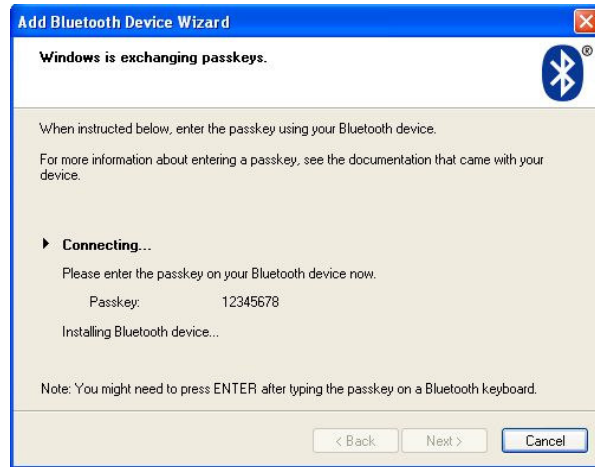 Add Bluetooth Device Wizard
Windows is exchanging passkeys.
®
When instructed below, enter the passkey using your Bluetooth device.
For more information about entering a passkey, see the documentation that came with your
device.
Connecting...
Please enter the passkey on your Bluetooth device now.
Passkey: 12345678
Installing Bluetooth device...
Note: You might need to press ENTER after typing the passkey on a Bluetooth keyboard.
< Back Next > Cancel